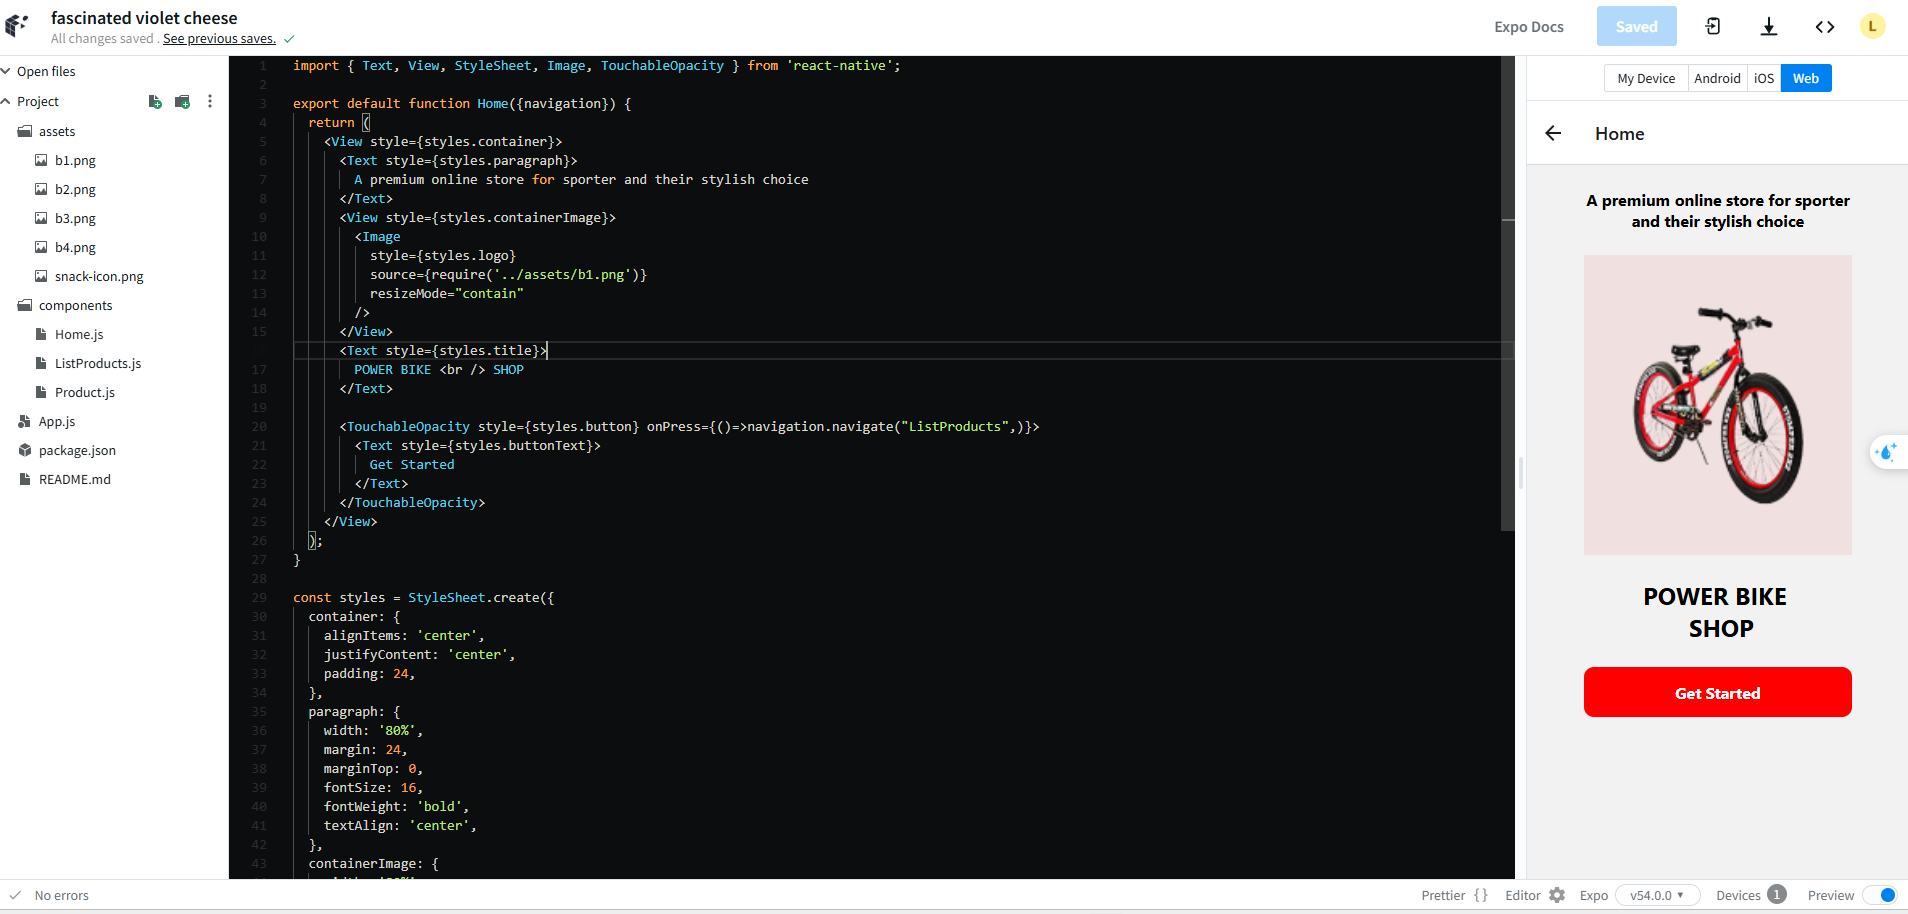 fascinated violet cheese
All changes saved . See previous saves.
Expo Docs
Saved
L
Open files
Project
assets
b1.png
b2.png
b3.png
b4.png
snack-icon.png
components
Home.js
ListProducts.js
Product.js
App.js
package.json
README.md
1 import { Text, View, StyleSheet, Image, TouchableOpacity } from 'react-native';
2
3 export default function Home({navigation}) {
4 return (
5 <View style={styles.container}>
6 <Text style={styles.paragraph}>
7 A premium online store for sporter and their stylish choice
8 </Text>
9 <View style={styles.containerImage}>
10 <Image
11 style={styles.logo}
12 source={require('../assets/b1.png')}
13 resizeMode="contain"
14 />
15 </View>
<Text style={styles.title}>
17 POWER BIKE <br /> SHOP
18 </Text>
19
20 <TouchableOpacity style={styles.button} onPress={()=>navigation.navigate("ListProducts",)}>
21 <Text style={styles.buttonText}>
22 Get Started
23 </Text>
24 </TouchableOpacity>
25 </View>
26 );
27 }
28
29 const styles = StyleSheet.create({
30 container: {
31 alignItems: 'center',
32 justifyContent: 'center',
33 padding: 24,
34 },
35 paragraph: {
36 width: '80%',
37 margin: 24,
38 marginTop: 0,
39 fontSize: 16,
40 fontWeight: 'bold',
41 textAlign: 'center',
42 },
43 containerImage: {
My Device
Android
iOS
Web
Home
A premium online store for sporter
and their stylish choice
POWER BIKE
SHOP
Get Started
No errors
Prettier { }
Editor
Expo
v54.0.0
Devices 1
Preview